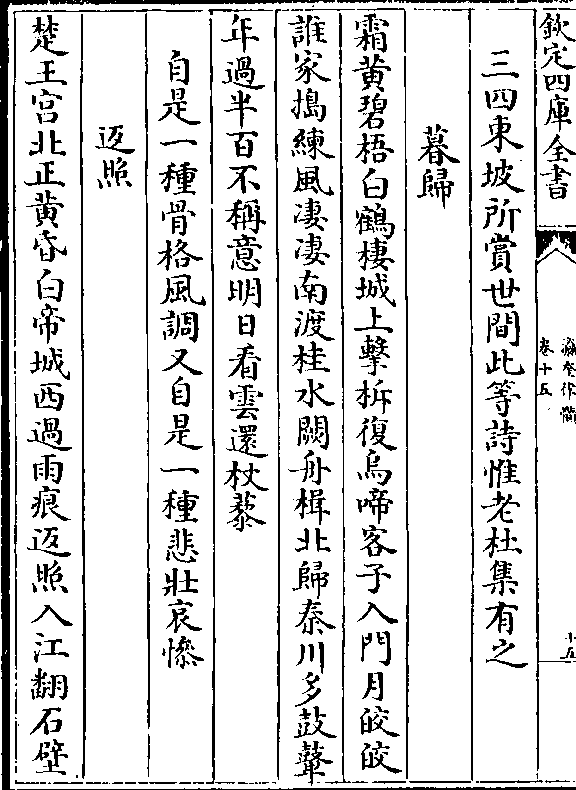 欽定四庫全書
瀛奎律髓
卷十五
十五
三四東坡所賞世間此等詩惟老杜集有之
暮歸
霜黄碧梧白鶴棲城上擊柝復烏啼客子入門月皎皎
誰家搗練風凄凄南渡桂水闕舟楫北歸秦川多鼓鼙
年過半百不稱意明日看雲還杖藜
自是一種骨格風調又自是一種悲壯哀慘
返照
楚王宫北正黄昏白帝城西過雨痕返照入江翻石壁